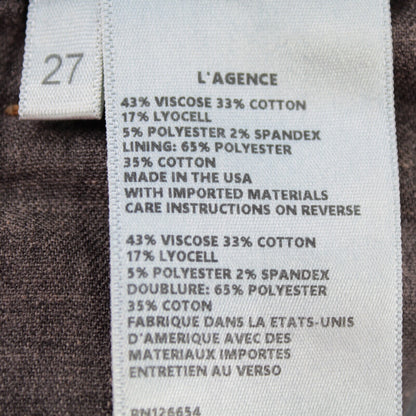 27
L'AGENCE
43% VISCOSE 33% COTTON
17% LYOCELL
5% POLYESTER 2% SPANDEX
LINING: 65% POLYESTER
35% COTTON
MADE IN THE USA
WITH IMPORTED MATERIALS
CARE INSTRUCTIONS ON REVERSE
43% VISCOSE 33% COTTON
17% LYOCELL
5% POLYESTER 2% SPANDEX
DOUBLURE: 65% POLYESTER
35% COTON
FABRIQUE DANS LA ETATS-UNIS
D'AMERIQUE AVEC DES
MATERIAUX IMPORTES
ENTRETIEN AU VERSO
RN126654